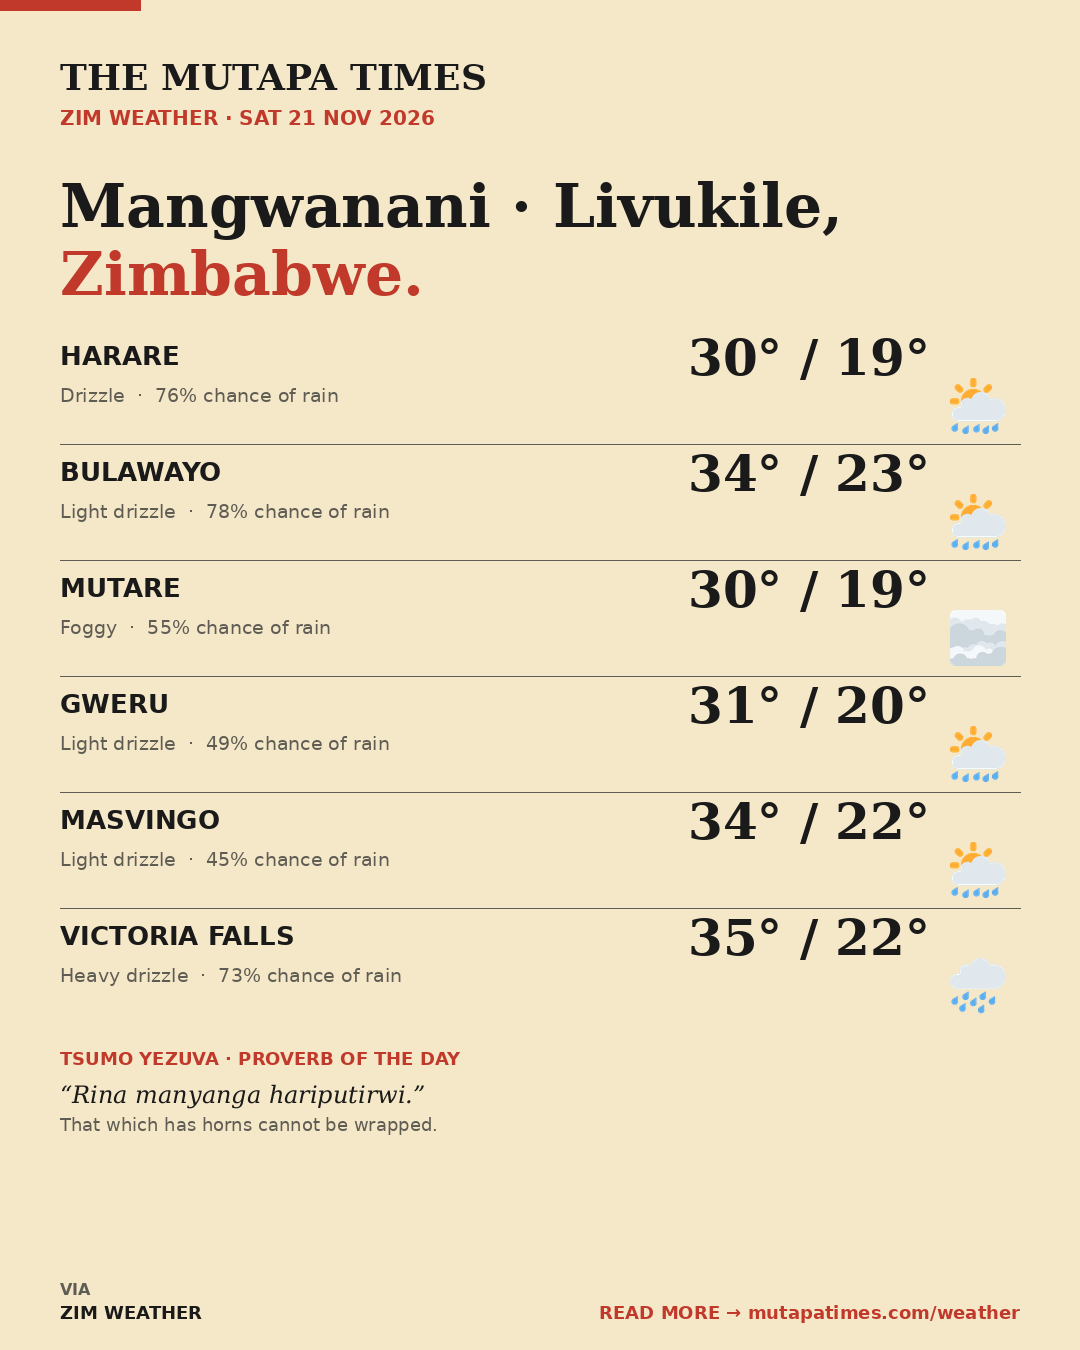 THE MUTAPA TIMES
ZIM WEATHER · SAT 21 NOV 2026
Mangwanani · Livukile,
Zimbabwe.
HARARE
30° / 19°
Drizzle · 76% chance of rain
BULAWAYO
34° / 23°
Light drizzle · 78% chance of rain
MUTARE
30° / 19°
Foggy · 55% chance of rain
GWERU
31° / 20°
Light drizzle · 49% chance of rain
MASVINGO
34° / 22°
Light drizzle · 45% chance of rain
VICTORIA FALLS
35° / 22°
Heavy drizzle · 73% chance of rain
TSUMO YEZUVA · PROVERB OF THE DAY
“Rina manyanga hariputirwi.”
That which has horns cannot be wrapped.
VIA
ZIM WEATHER
READ MORE → mutapatimes.com/weather